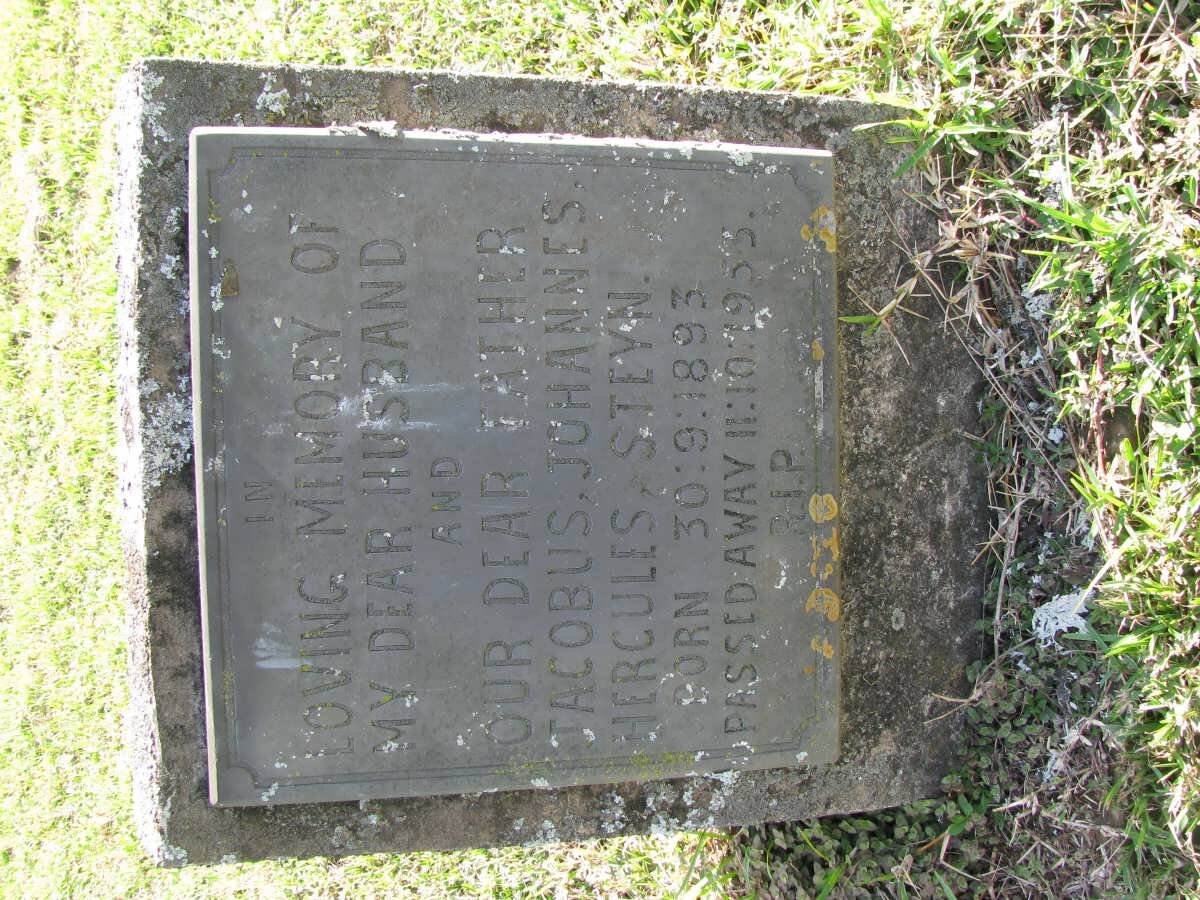 IN
LOVING MEMORY OF
MY DEAR HUSBAND
AND
OUR DEAR FATHER
JACOBUS, JOHANNES,
HERCULES, STEYN.
BORN 30:9:1893
PASSED AWAY 11:10:1955.
R.I.P.